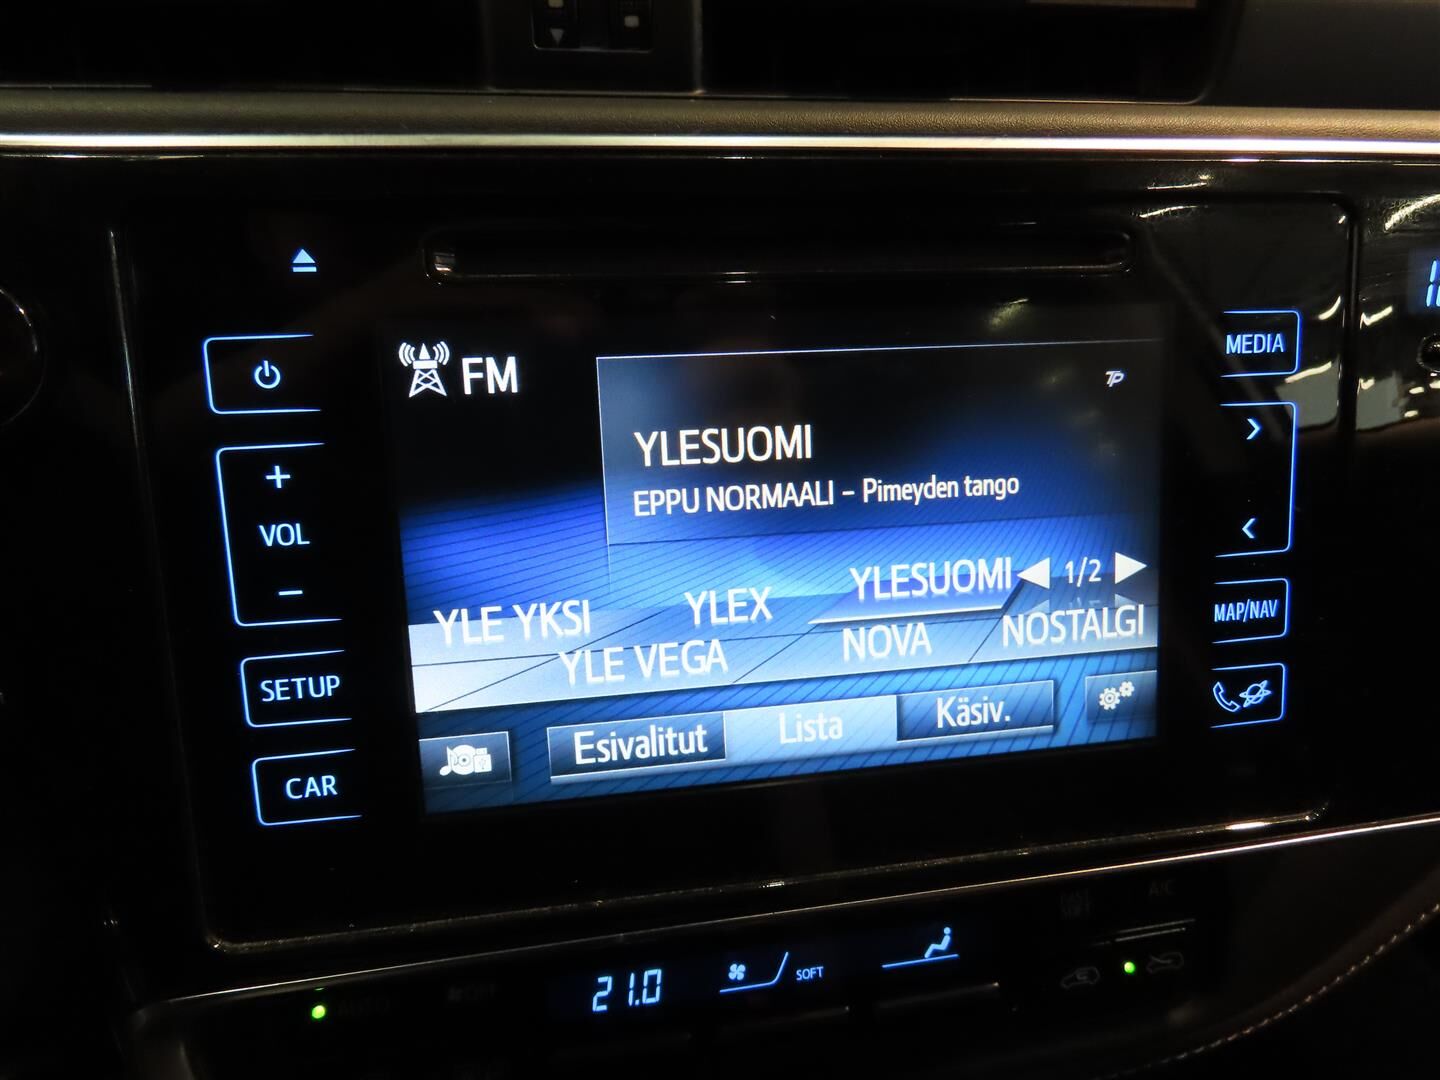 FM
TP
YLESUOMI
EPPU NORMAALI – Pimeyden tango
YLE YKSI YLEX YLESUOMI 1/2
YLE VEGA NOVA NOSTALGI
Esivalitut Lista Käsiv.
+
VOL
–
SETUP
CAR
MEDIA
MAP/NAV
21.0 SOFT
AUTO
A/C